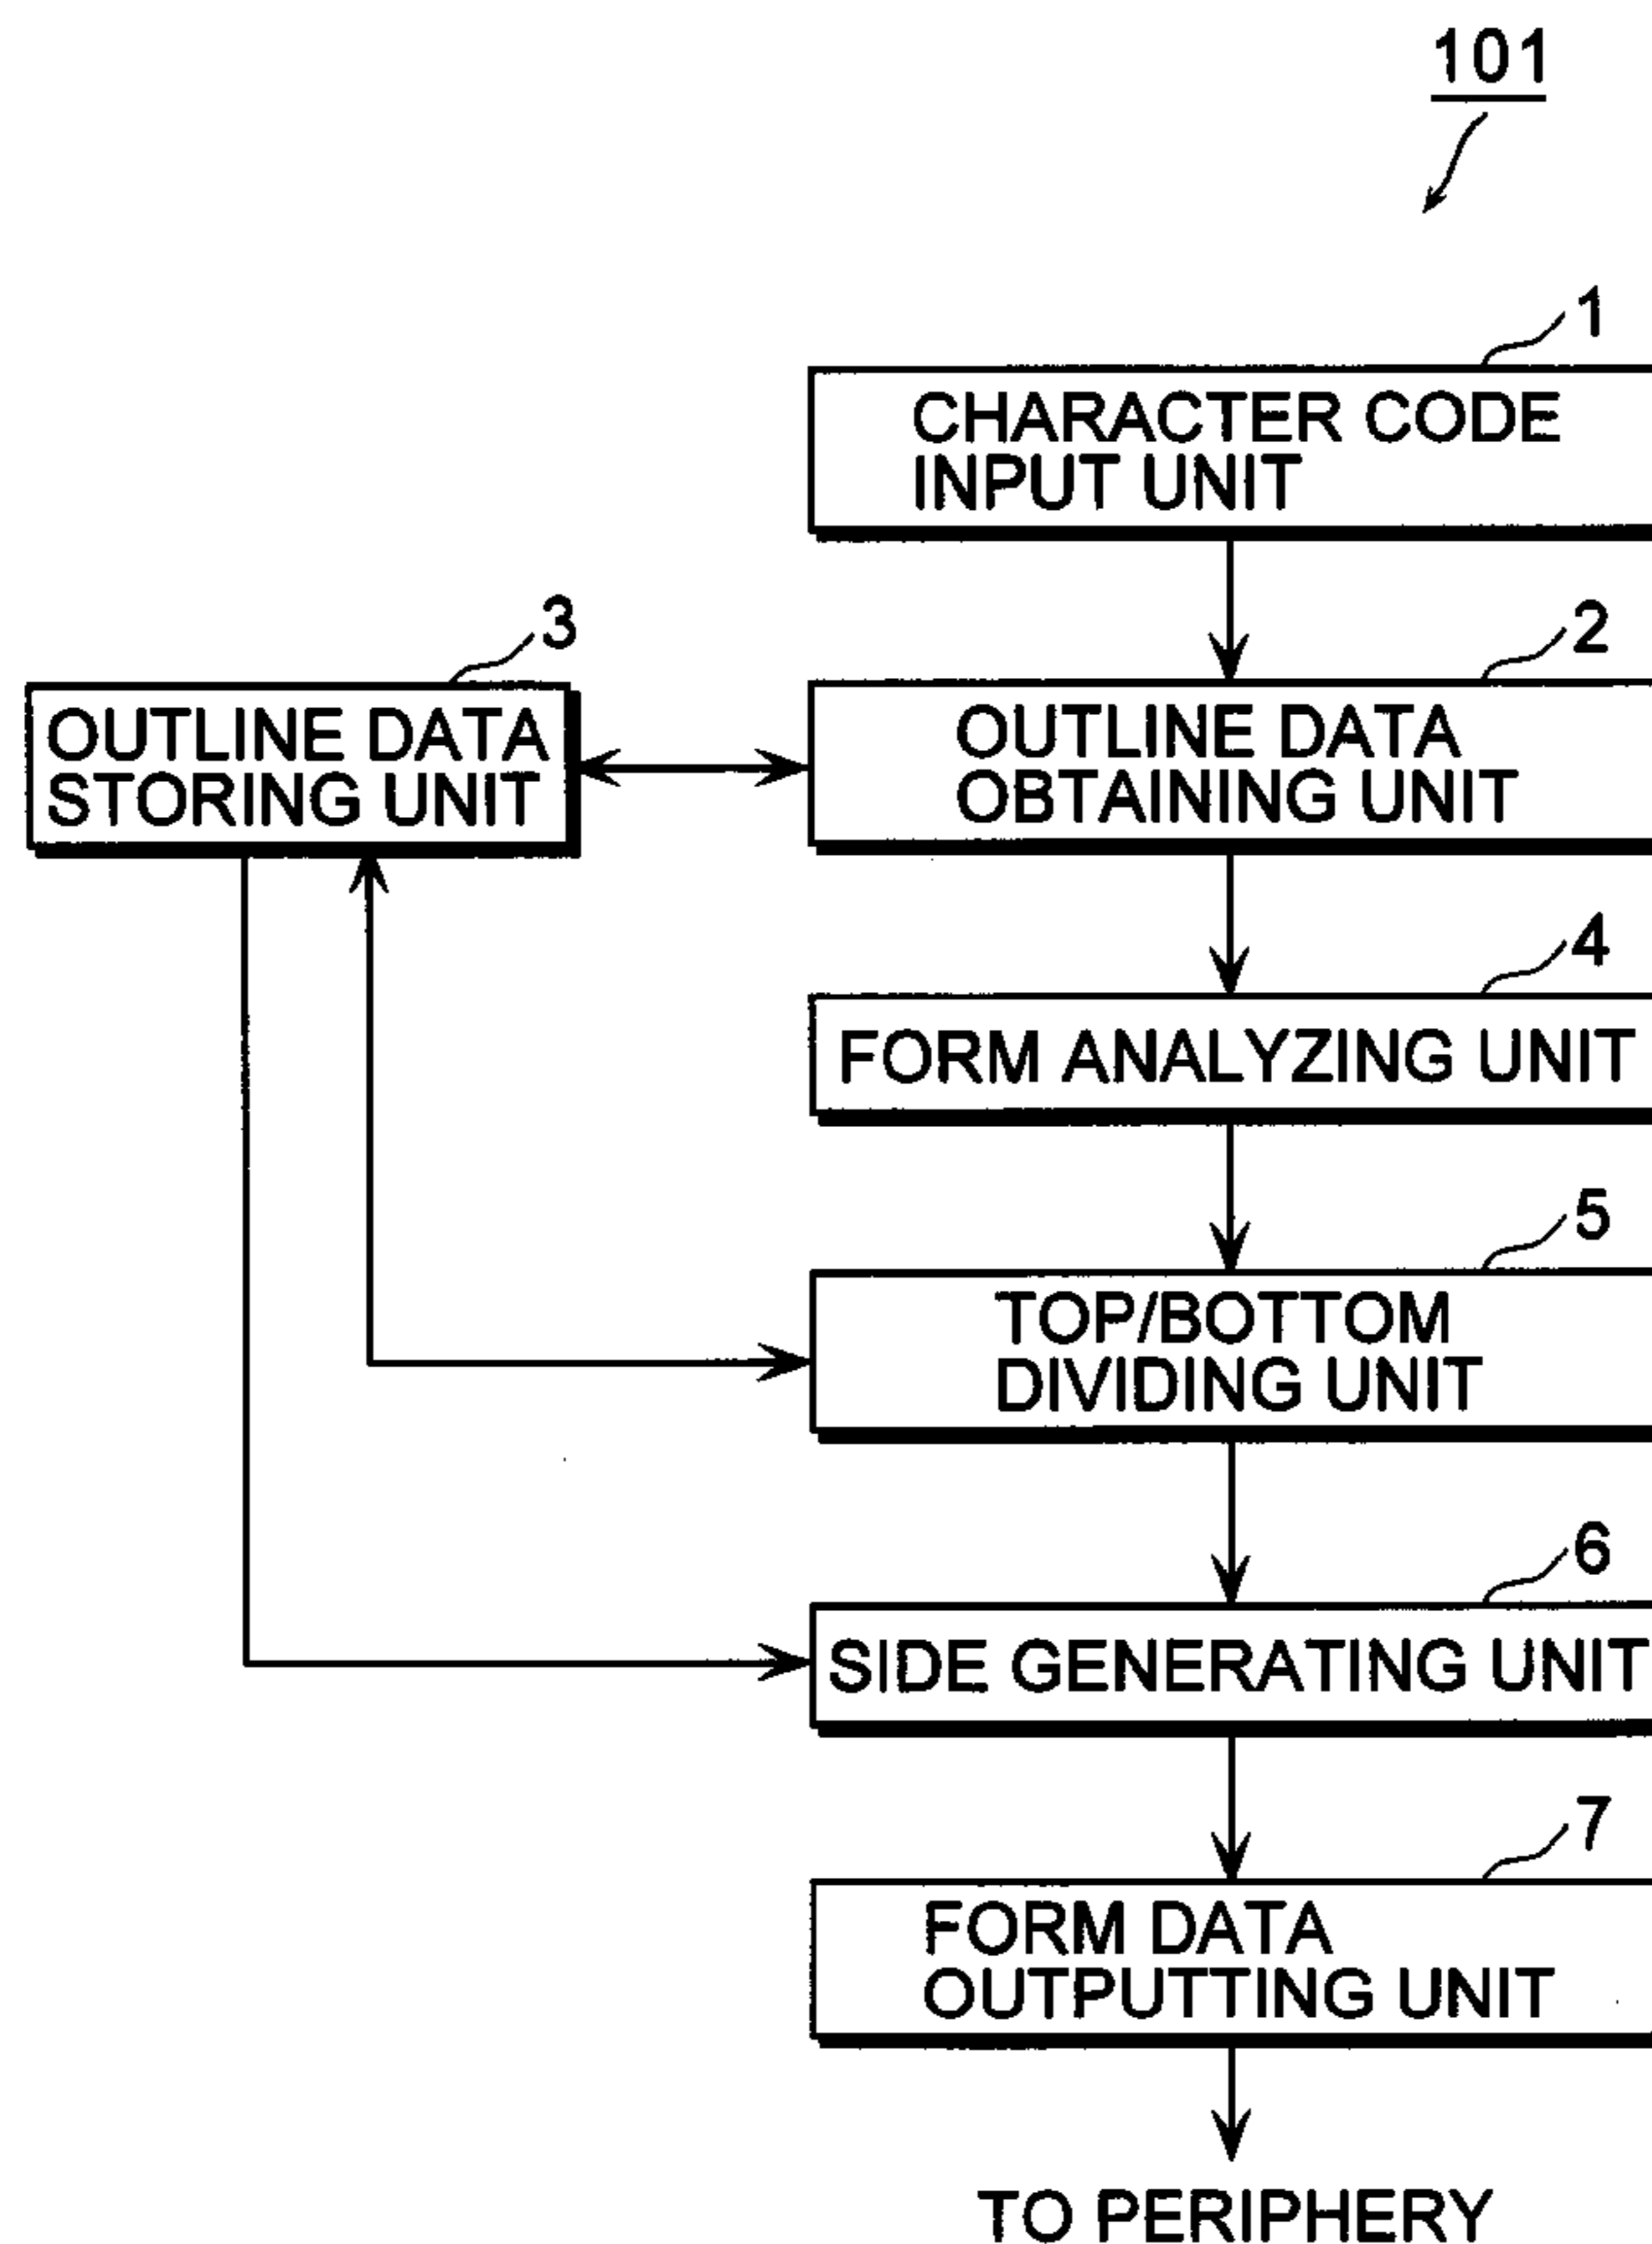 101
1
CHARACTER CODE
INPUT UNIT
3
2
OUTLINE DATA
STORING UNIT
OUTLINE DATA
OBTAINING UNIT
4
FORM ANALYZING UNIT
5
TOP/BOTTOM
DIVIDING UNIT
6
SIDE GENERATING UNIT
7
FORM DATA
OUTPUTTING UNIT
TO PERIPHERY